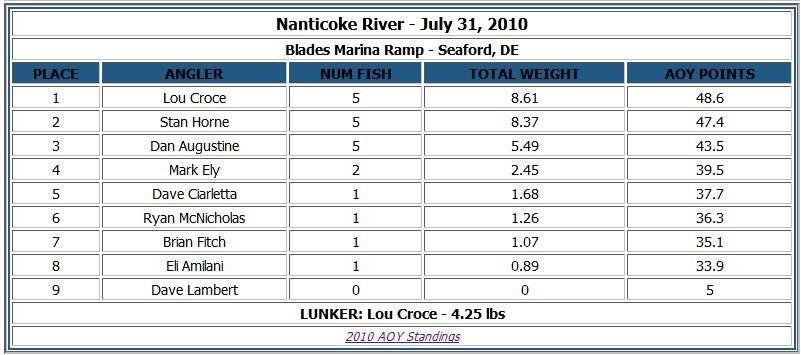 Nanticoke River - July 31, 2010
Blades Marina Ramp - Seaford, DE
PLACE ANGLER NUM FISH TOTAL WEIGHT AOY POINTS
1 Lou Croce 5 8.61 48.6
2 Stan Horne 5 8.37 47.4
3 Dan Augustine 5 5.49 43.5
4 Mark Ely 2 2.45 39.5
5 Dave Ciarletta 1 1.68 37.7
6 Ryan McNicholas 1 1.26 36.3
7 Brian Fitch 1 1.07 35.1
8 Eli Amilani 1 0.89 33.9
9 Dave Lambert 0 0 5
LUNKER: Lou Croce - 4.25 lbs
2010 AOY Standings